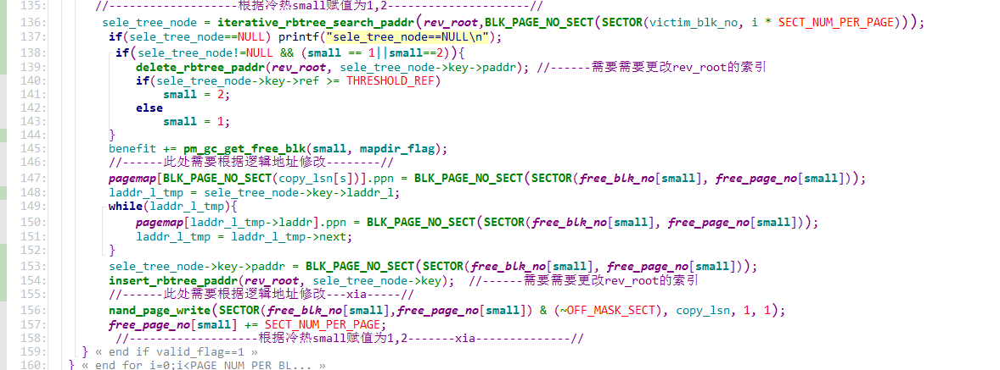 135: //-------------------根据冷热small赋值为1,2---------------------//
136: sele_tree_node = iterative_rbtree_search_paddr(rev_root,BLK_PAGE_NO_SECT(SECTOR(victim_blk_no, i * SECT_NUM_PER_PAGE)));
137: if(sele_tree_node==NULL) printf("sele_tree_node==NULL\n");
138: if(sele_tree_node!=NULL && (small == 1||small==2)){
139: delete_rbtree_paddr(rev_root, sele_tree_node->key->paddr); //------需要需要更改rev_root的索引
140: if(sele_tree_node->key->ref >= THRESHOLD_REF)
141: small = 2;
142: else
143: small = 1;
144: }
145: benefit += pm_gc_get_free_blk(small, mapdir_flag);
146: //------此处需要根据逻辑地址修改--------//
147: pagemap[BLK_PAGE_NO_SECT(copy_lsn[s])].ppn = BLK_PAGE_NO_SECT(SECTOR(free_blk_no[small], free_page_no[small]));
148: laddr_l_tmp = sele_tree_node->key->laddr_l;
149: while(laddr_l_tmp){
150: pagemap[laddr_l_tmp->laddr].ppn = BLK_PAGE_NO_SECT(SECTOR(free_blk_no[small], free_page_no[small]));
151: laddr_l_tmp = laddr_l_tmp->next;
152: }
153: sele_tree_node->key->paddr = BLK_PAGE_NO_SECT(SECTOR(free_blk_no[small], free_page_no[small]));
154: insert_rbtree_paddr(rev_root, sele_tree_node->key); //------需要需要更改rev_root的索引
155: //------此处需要根据逻辑地址修改---xia-----//
156: nand_page_write(SECTOR(free_blk_no[small],free_page_no[small]) & (~OFF_MASK_SECT), copy_lsn, 1, 1);
157: free_page_no[small] += SECT_NUM_PER_PAGE;
158: //-------------------根据冷热small赋值为1,2-------xia--------------//
159: } « end if valid_flag==1 »
160: } « end for i=0;i<PAGE_NUM_PER_BL... »